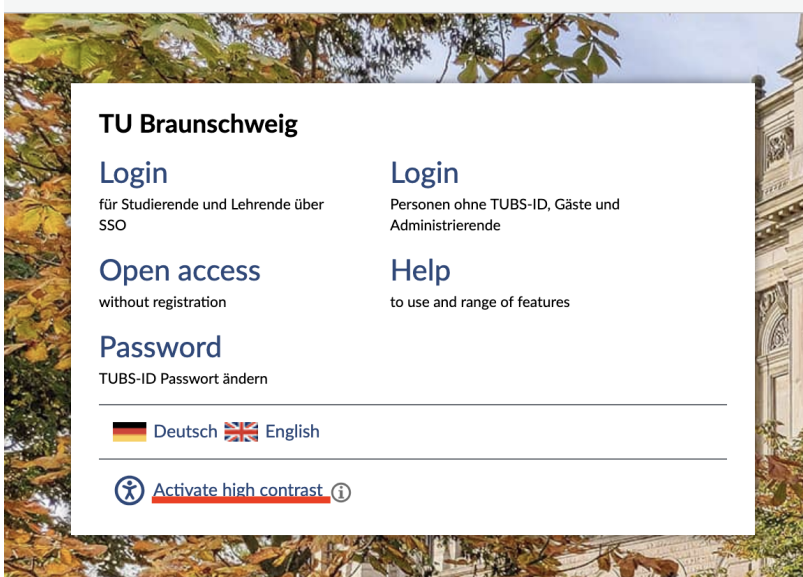 TU Braunschweig
Login
für Studierende und Lehrende über
SSO
Login
Personen ohne TUBS-ID, Gäste und
Administrierende
Open access
without registration
Help
to use and range of features
Password
TUBS-ID Passwort ändern
Deutsch English
Activate high contrast